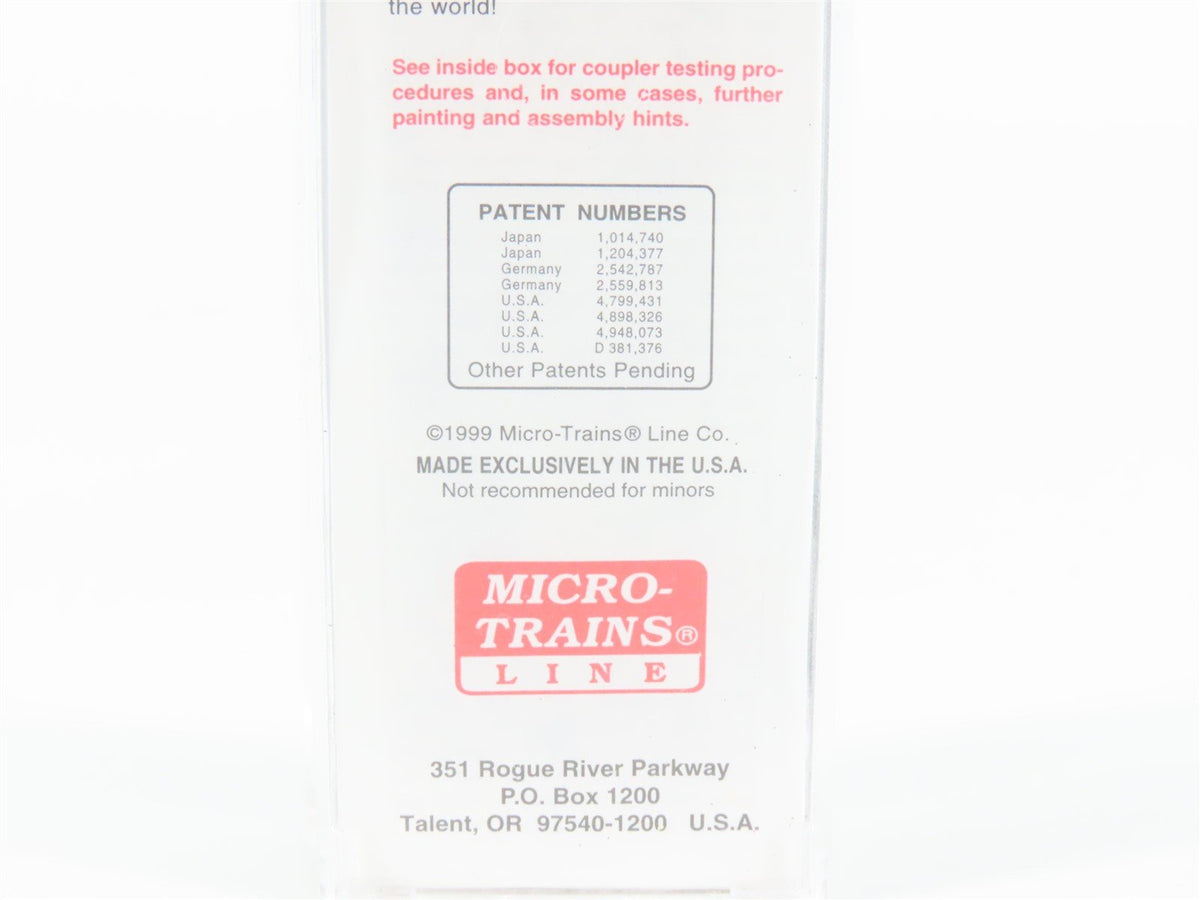 the world!
See inside box for coupler testing pro-
cedures and, in some cases, further
painting and assembly hints.
PATENT NUMBERS
Japan 1,014,740
Japan 1,204,377
Germany 2,542,787
Germany 2,559,813
U.S.A. 4,799,431
U.S.A. 4,898,326
U.S.A. 4,948,073
U.S.A. D 381,376
Other Patents Pending
©1999 Micro-Trains® Line Co.
MADE EXCLUSIVELY IN THE U.S.A.
Not recommended for minors
MICRO-
TRAINS®
LINE
351 Rogue River Parkway
P.O. Box 1200
Talent, OR 97540-1200 U.S.A.